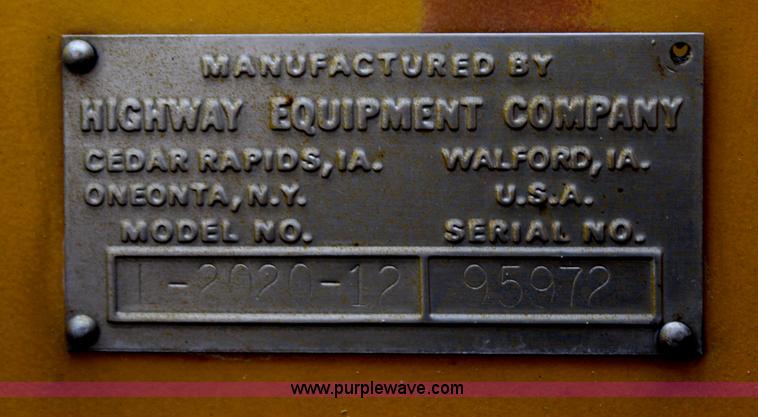 MANUFACTURED BY
HIGHWAY EQUIPMENT COMPANY
CEDAR RAPIDS, IA. WALFORD, IA.
ONEONTA, N.Y. U.S.A.
MODEL NO. SERIAL NO.
L-2020-12 95972
www.purplewave.com